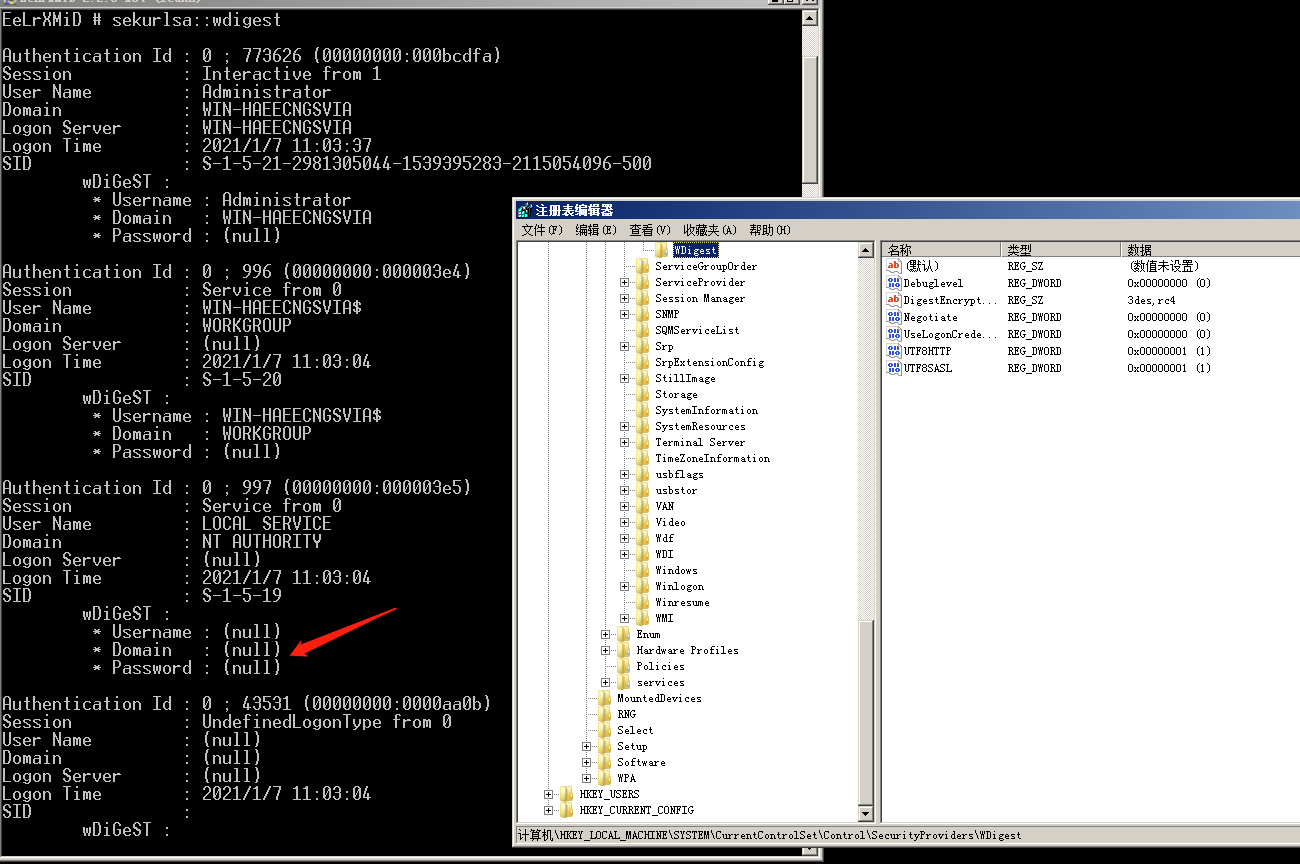 EeLrXMiD # sekurlsa::wdigest
Authentication Id : 0 ; 773626 (00000000:000bcdfa)
Session : Interactive from 1
User Name : Administrator
Domain : WIN-HAEECNGSVIA
Logon Server : WIN-HAEECNGSVIA
Logon Time : 2021/1/7 11:03:37
SID : S-1-5-21-2981305044-1539395283-2115054096-500
wDiGeST :
* Username : Administrator
* Domain : WIN-HAEECNGSVIA
* Password : (null)
Authentication Id : 0 ; 996 (00000000:000003e4)
Session : Service from 0
User Name : WIN-HAEECNGSVIA$
Domain : WORKGROUP
Logon Server : (null)
Logon Time : 2021/1/7 11:03:04
SID : S-1-5-20
wDiGeST :
* Username : WIN-HAEECNGSVIA$
* Domain : WORKGROUP
* Password : (null)
Authentication Id : 0 ; 997 (00000000:000003e5)
Session : Service from 0
User Name : LOCAL SERVICE
Domain : NT AUTHORITY
Logon Server : (null)
Logon Time : 2021/1/7 11:03:04
SID : S-1-5-19
wDiGeST :
* Username : (null)
* Domain : (null)
* Password : (null)
Authentication Id : 0 ; 43531 (00000000:0000aa0b)
Session : UndefinedLogonType from 0
User Name : (null)
Domain : (null)
Logon Server : (null)
Logon Time : 2021/1/7 11:03:04
SID :
wDiGeST :
注册表编辑器
文件(F) 编辑(E) 查看(V) 收藏夹(A) 帮助(H)
WDigest
ServiceGroupOrder
ServiceProvider
Session Manager
SNMP
SQMServiceList
Srp
SrpExtensionConfig
StillImage
Storage
SystemInformation
SystemResources
Terminal Server
TimeZoneInformation
usbflags
usbstor
VAN
Video
Wdf
WDI
Windows
Winlogon
Winresume
WMI
Enum
Hardware Profiles
Policies
services
MountedDevices
RNG
Select
Setup
Software
WPA
HKEY_USERS
HKEY_CURRENT_CONFIG
名称 类型 数据
(默认) REG_SZ (数值未设置)
Debuglevel REG_DWORD 0x00000000 (0)
DigestEncrypt... REG_SZ 3des,rc4
Negotiate REG_DWORD 0x00000000 (0)
UseLogonCrede... REG_DWORD 0x00000000 (0)
UTF8HTTP REG_DWORD 0x00000001 (1)
UTF8SASL REG_DWORD 0x00000001 (1)
计算机\HKEY_LOCAL_MACHINE\SYSTEM\CurrentControlSet\Control\SecurityProviders\WDigest